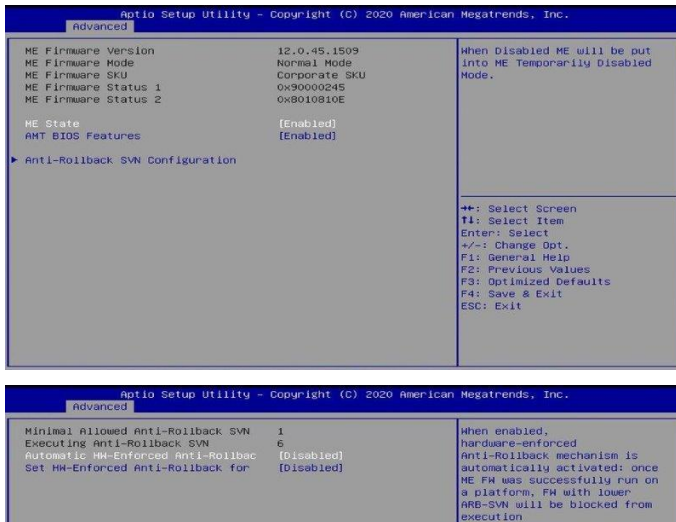 Aptio Setup Utility – Copyright (C) 2020 American Megatrends, Inc.
Advanced
ME Firmware Version 12.0.45.1509
ME Firmware Mode Normal Mode
ME Firmware SKU Corporate SKU
ME Firmware Status 1 0x90000245
ME Firmware Status 2 0x8010810E
ME State [Enabled]
AMT BIOS Features [Enabled]
Anti-Rollback SVN Configuration
When Disabled ME will be put
into ME Temporarily Disabled
Mode.
→←: Select Screen
↑↓: Select Item
Enter: Select
+/-: Change Opt.
F1: General Help
F2: Previous Values
F3: Optimized Defaults
F4: Save & Exit
ESC: Exit
Aptio Setup Utility – Copyright (C) 2020 American Megatrends, Inc.
Advanced
Minimal Allowed Anti-Rollback SVN 1
Executing Anti-Rollback SVN 6
Automatic HW-Enforced Anti-Rollbac [Disabled]
Set HW-Enforced Anti-Rollback for [Disabled]
When enabled,
hardware-enforced
Anti-Rollback mechanism is
automatically activated: once
ME FW was successfully run on
a platform, FW with lower
ARB-SVN will be blocked from
execution